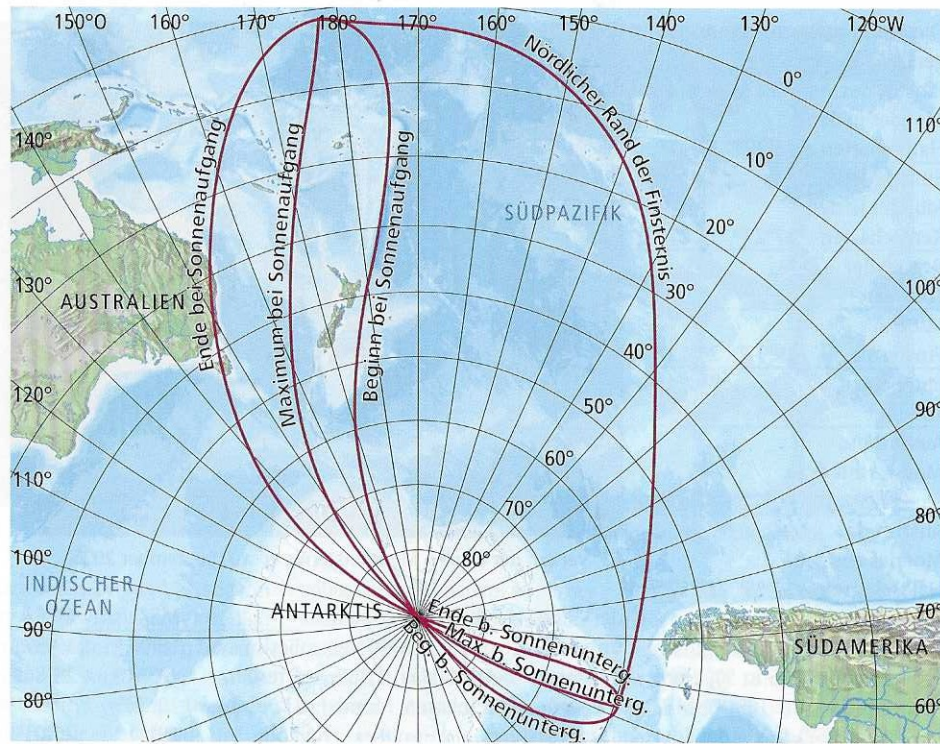 150°O
160°
170°
180°
170°
160°
150°
140°
130°
120°W
110°
100°
90°
80°
70°
60°
140°
130°
120°
110°
100°
90°
80°
0°
10°
20°
30°
40°
50°
60°
70°
80°
Nördlicher Rand der Finsternis
Ende bei Sonnenaufgang
Maximum bei Sonnenaufgang
Beginn bei Sonnenaufgang
SÜDPAZIFIK
AUSTRALIEN
INDISCHER
OZEAN
ANTARKTIS
SÜDAMERIKA
Ende b. Sonnenunterg.
Max. b. Sonnenunterg.
Beg. b. Sonnenunterg.